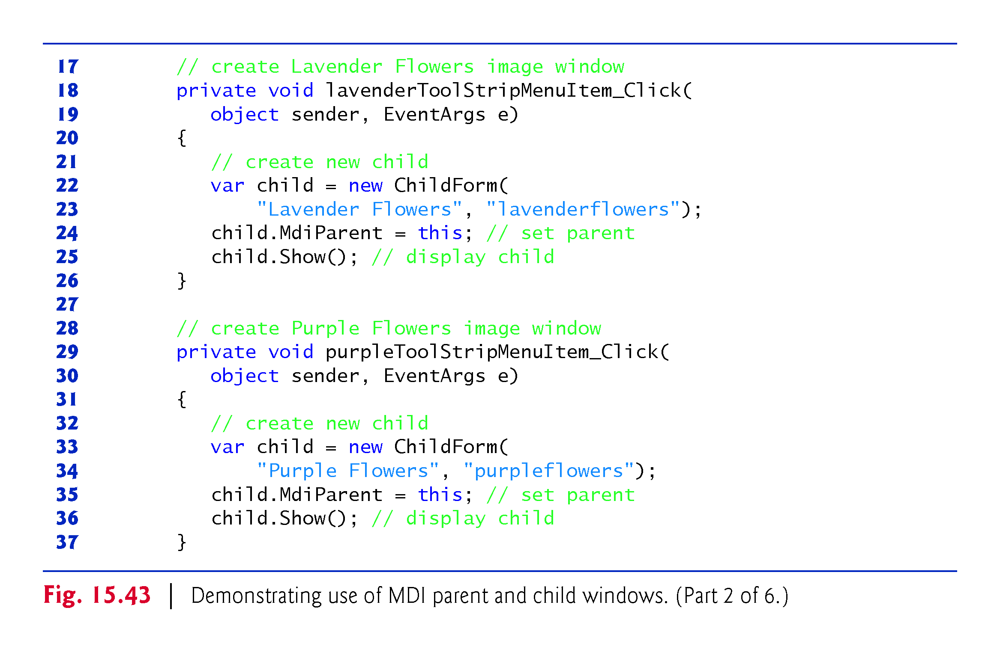 17 // create Lavender Flowers image window
18 private void lavenderToolStripMenuItem_Click(
19    object sender, EventArgs e)
20 {
21    // create new child
22    var child = new ChildForm(
23        "Lavender Flowers", "lavenderflowers");
24    child.MdiParent = this; // set parent
25    child.Show(); // display child
26 }
27
28 // create Purple Flowers image window
29 private void purpleToolStripMenuItem_Click(
30    object sender, EventArgs e)
31 {
32    // create new child
33    var child = new ChildForm(
34        "Purple Flowers", "purpleflowers");
35    child.MdiParent = this; // set parent
36    child.Show(); // display child
37 }
Fig. 15.43 | Demonstrating use of MDI parent and child windows. (Part 2 of 6.)